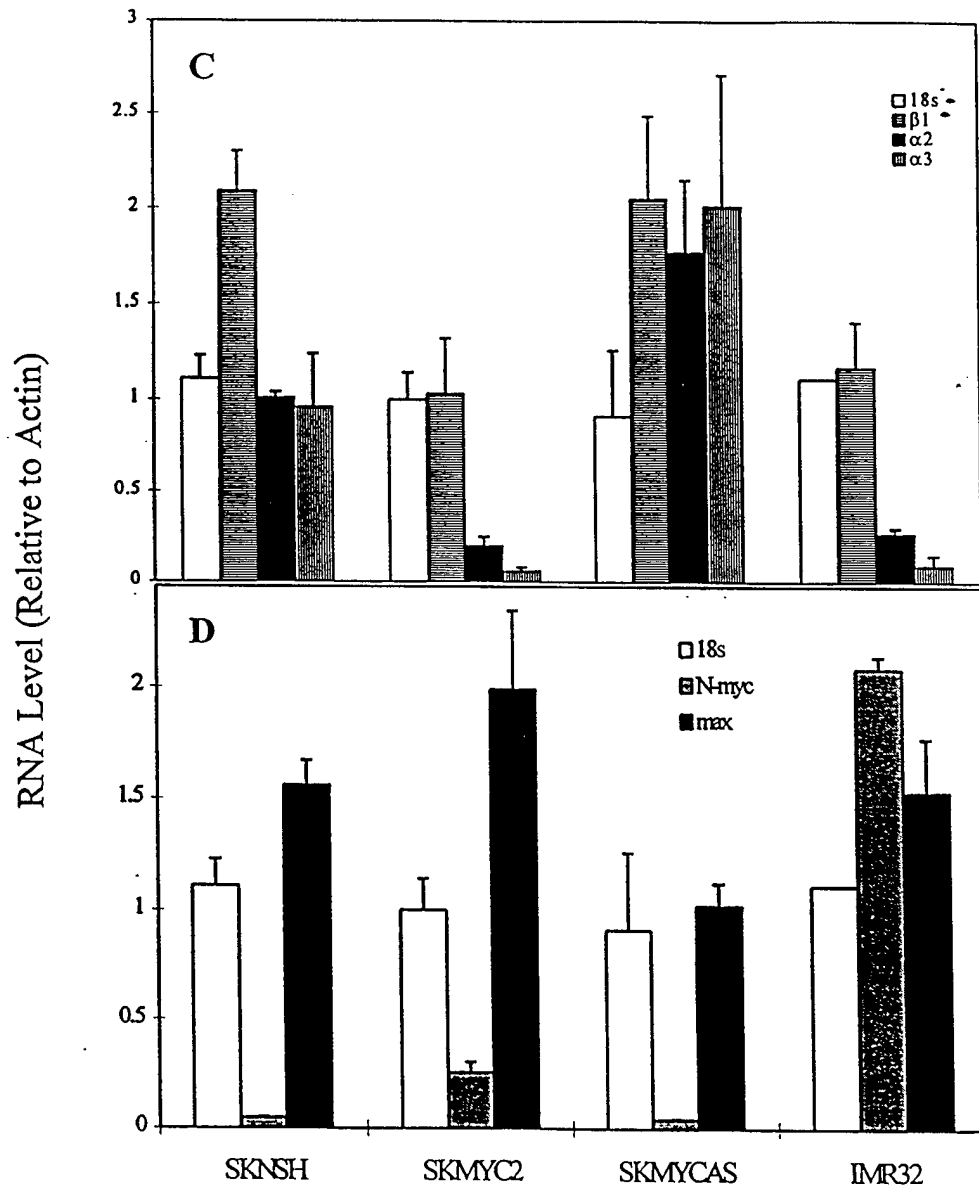 RNA Level (Relative to Actin)
C
3
2.5
2
1.5
1
0.5
0
18s
β1
α2
α3
D
2
1.5
1
0.5
0
18s
N-myc
max
SKNSH
SKMYC2
SKMYCAS
IMR32